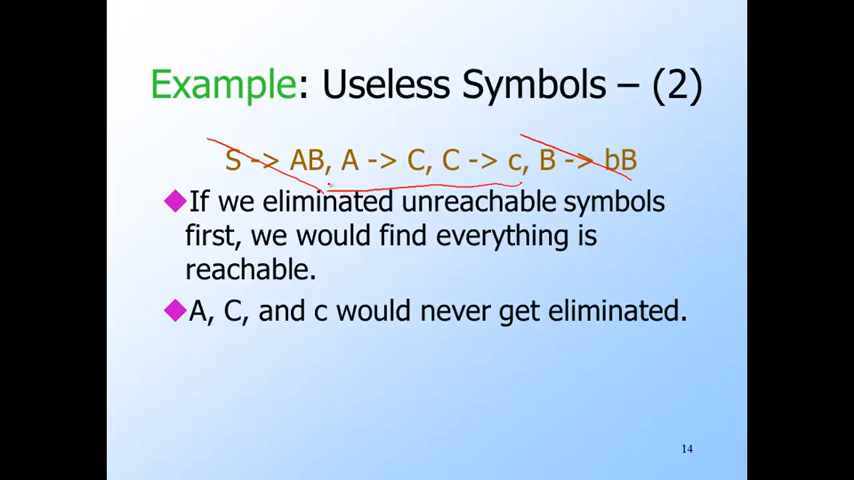 Example: Useless Symbols – (2)
S -> AB, A -> C, C -> c, B -> bB
If we eliminated unreachable symbols
first, we would find everything is
reachable.
A, C, and c would never get eliminated.
14